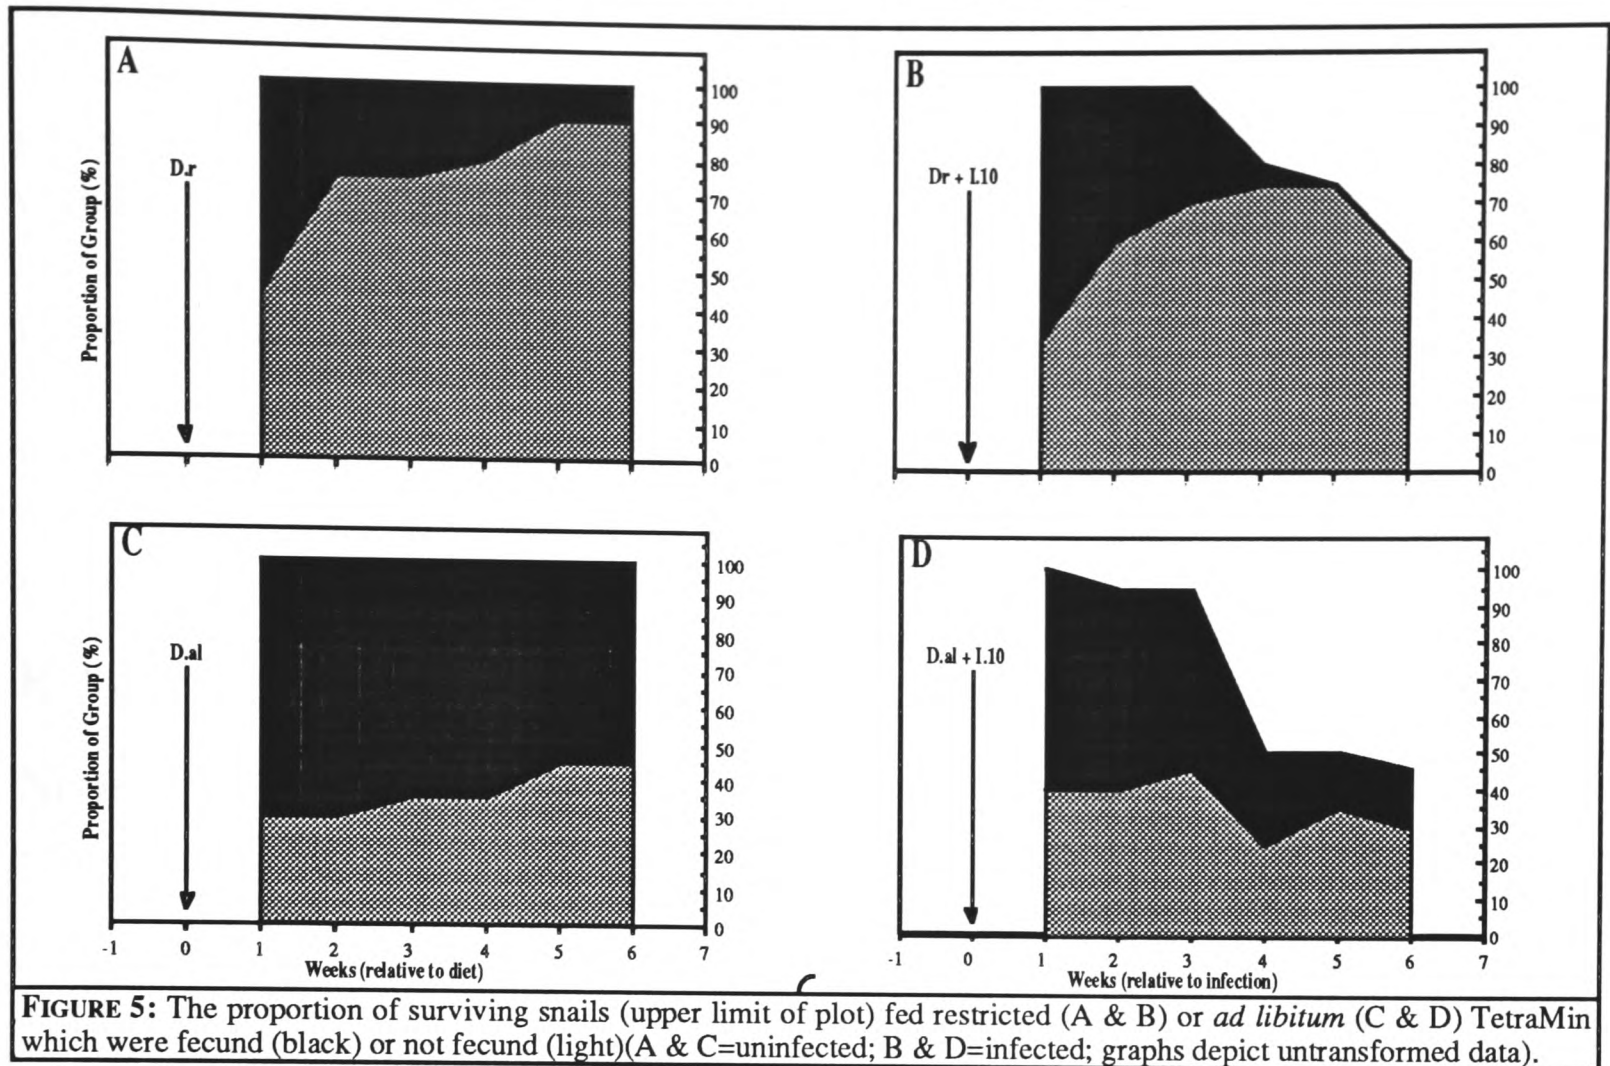 A
Proportion of Group (%)
D.r
100
90
80
70
60
50
40
30
20
10
0
B
Dr + I.10
100
90
80
70
60
50
40
30
20
10
0
C
Proportion of Group (%)
D.al
100
90
80
70
60
50
40
30
20
10
0
-1 0 1 2 3 4 5 6 7
Weeks (relative to diet)
D
D.al + I.10
100
90
80
70
60
50
40
30
20
10
0
-1 0 1 2 3 4 5 6 7
Weeks (relative to infection)
FIGURE 5: The proportion of surviving snails (upper limit of plot) fed restricted (A & B) or ad libitum (C & D) TetraMin
which were fecund (black) or not fecund (light)(A & C=uninfected; B & D=infected; graphs depict untransformed data).